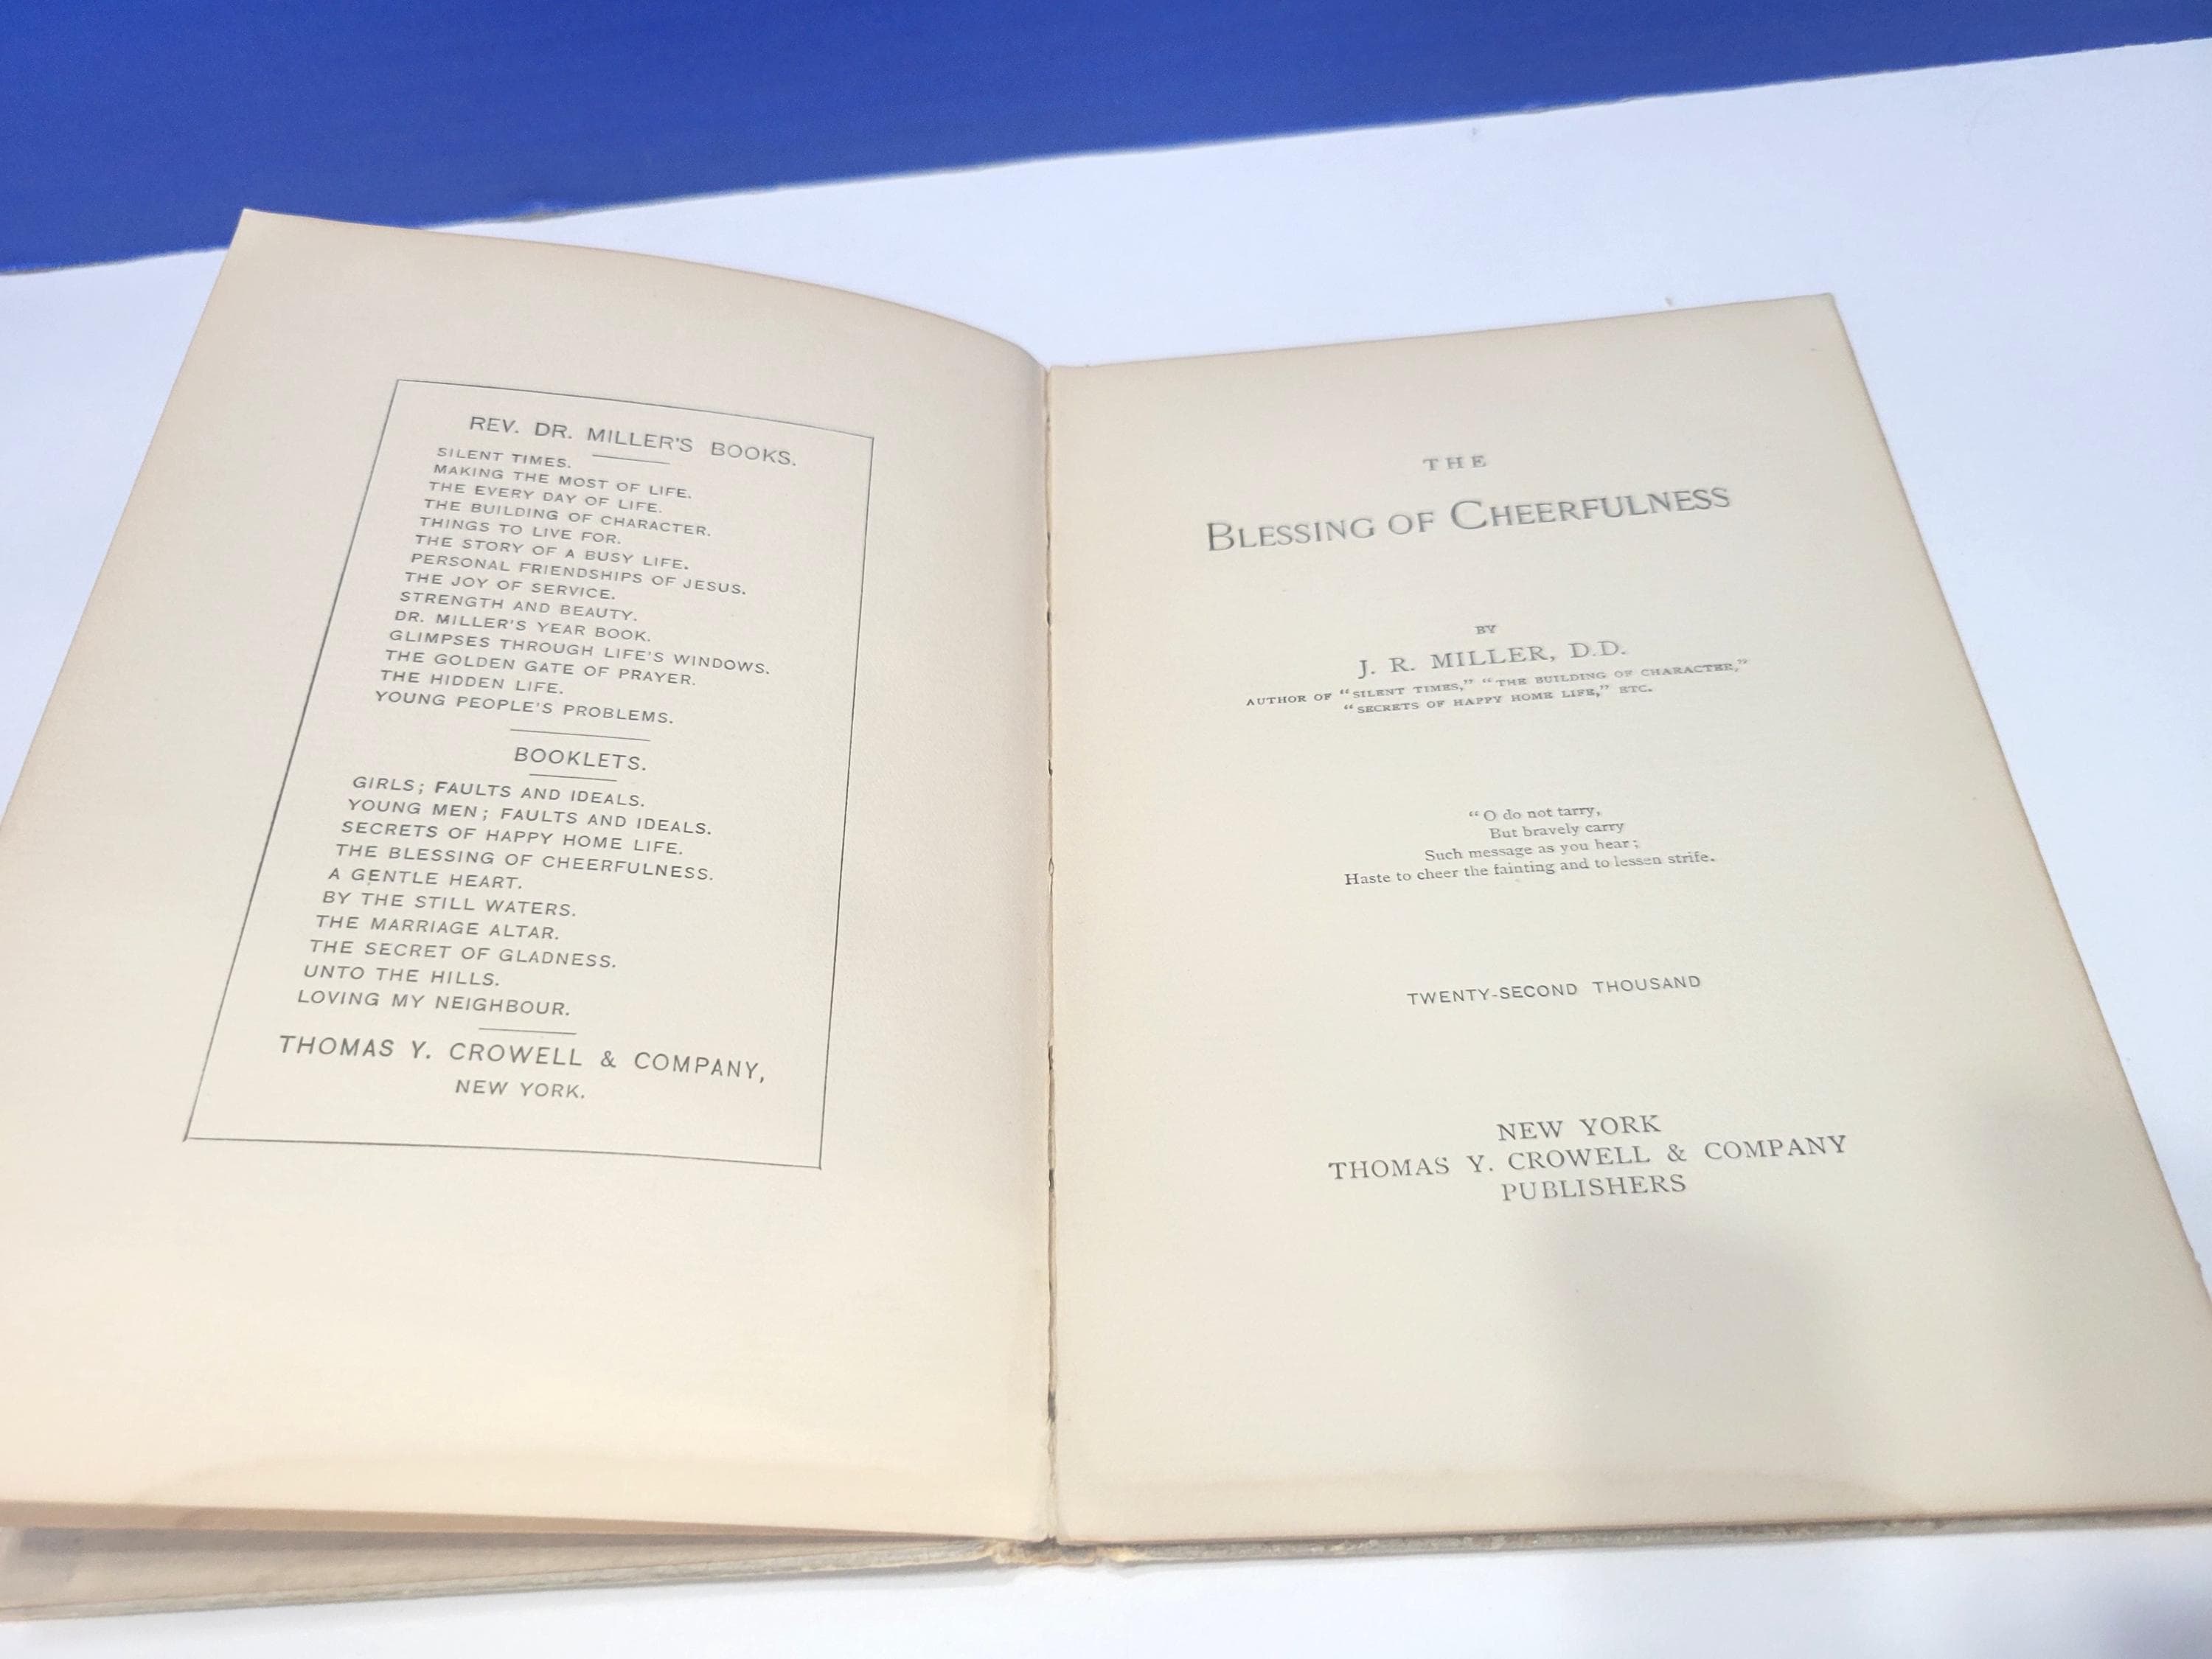 REV. DR. MILLER'S BOOKS.
SILENT TIMES.
MAKING THE MOST OF LIFE.
THE EVERY DAY OF LIFE.
THE BUILDING OF CHARACTER.
THINGS TO LIVE FOR.
THE STORY OF A BUSY LIFE.
PERSONAL FRIENDSHIPS OF JESUS.
THE JOY OF SERVICE.
STRENGTH AND BEAUTY.
DR. MILLER'S YEAR BOOK.
GLIMPSES THROUGH LIFE'S WINDOWS.
THE GOLDEN GATE OF PRAYER.
THE HIDDEN LIFE.
YOUNG PEOPLE'S PROBLEMS.
BOOKLETS.
GIRLS; FAULTS AND IDEALS.
YOUNG MEN; FAULTS AND IDEALS.
SECRETS OF HAPPY HOME LIFE.
THE BLESSING OF CHEERFULNESS.
A GENTLE HEART.
BY THE STILL WATERS.
THE MARRIAGE ALTAR.
THE SECRET OF GLADNESS.
UNTO THE HILLS.
LOVING MY NEIGHBOUR.
THOMAS Y. CROWELL & COMPANY,
NEW YORK.
THE
BLESSING OF CHEERFULNESS
BY
J. R. MILLER, D.D.
AUTHOR OF "SILENT TIMES," "THE BUILDING OF CHARACTER,"
"SECRETS OF HAPPY HOME LIFE," ETC.
"O do not tarry,
But bravely carry
Such message as you hear;
Haste to cheer the fainting and to lessen strife.
TWENTY-SECOND THOUSAND
NEW YORK
THOMAS Y. CROWELL & COMPANY
PUBLISHERS